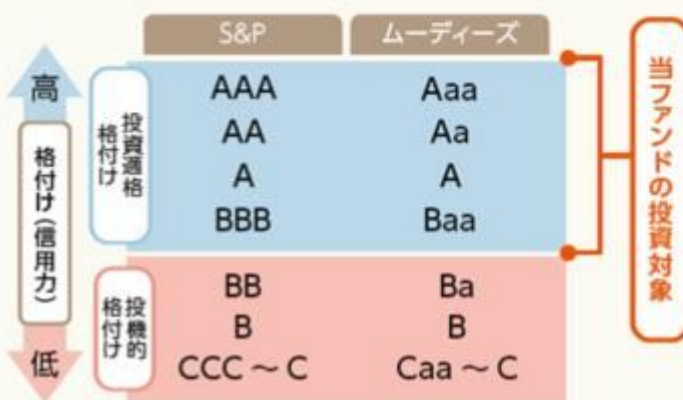 S&P ムーディーズ
高
格付け(信用力)
低
投資適格
格付け
AAA Aaa
AA Aa
A A
BBB Baa
投機的
格付け
BB Ba
B B
CCC ～ C Caa ～ C
当ファンドの投資対象